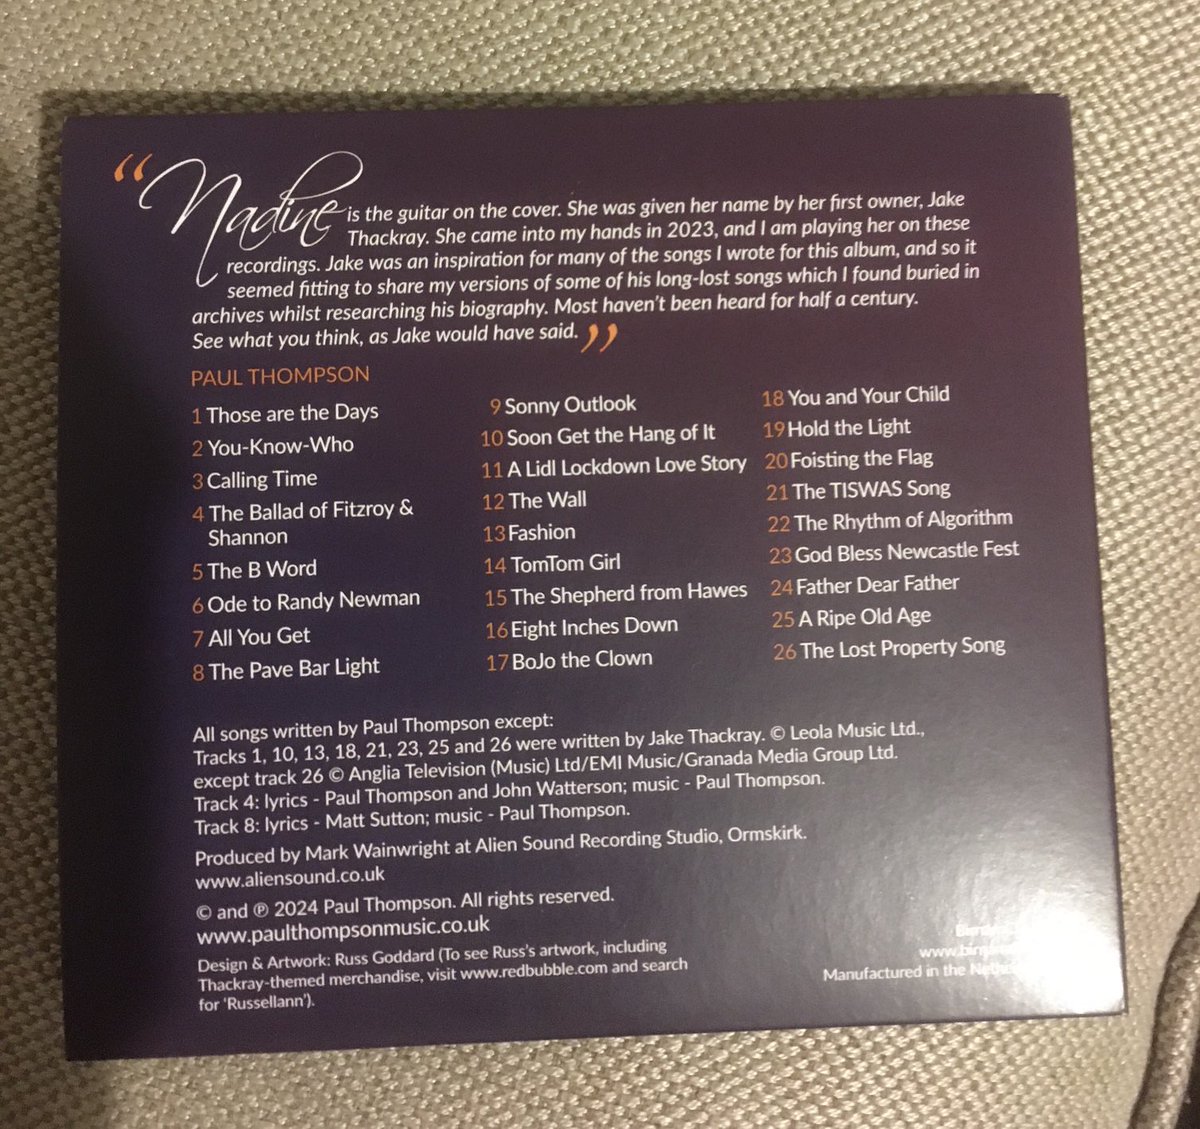 “Nadine is the guitar on the cover. She was given her name by her first owner, Jake
Thackray. She came into my hands in 2023, and I am playing her on these
recordings. Jake was an inspiration for many of the songs I wrote for this album, and so it
seemed fitting to share my versions of some of his long-lost songs which I found buried in
archives whilst researching his biography. Most haven't been heard for half a century.
See what you think, as Jake would have said.”
PAUL THOMPSON
1 Those are the Days
2 You-Know-Who
3 Calling Time
4 The Ballad of Fitzroy &
Shannon
5 The B Word
6 Ode to Randy Newman
7 All You Get
8 The Pave Bar Light
9 Sonny Outlook
10 Soon Get the Hang of It
11 A Lidl Lockdown Love Story
12 The Wall
13 Fashion
14 TomTom Girl
15 The Shepherd from Hawes
16 Eight Inches Down
17 BoJo the Clown
18 You and Your Child
19 Hold the Light
20 Foisting the Flag
21 The TISWAS Song
22 The Rhythm of Algorithm
23 God Bless Newcastle Fest
24 Father Dear Father
25 A Ripe Old Age
26 The Lost Property Song
All songs written by Paul Thompson except:
Tracks 1, 10, 13, 18, 21, 23, 25 and 26 were written by Jake Thackray. © Leola Music Ltd.,
except track 26 © Anglia Television (Music) Ltd/EMI Music/Granada Media Group Ltd.
Track 4: lyrics - Paul Thompson and John Watterson; music - Paul Thompson.
Track 8: lyrics - Matt Sutton; music - Paul Thompson.
Produced by Mark Wainwright at Alien Sound Recording Studio, Ormskirk.
www.aliensound.co.uk
© and ℗ 2024 Paul Thompson. All rights reserved.
www.paulthompsonmusic.co.uk
Design & Artwork: Russ Goddard (To see Russ's artwork, including
Thackray-themed merchandise, visit www.redbubble.com and search
for 'Russellann').
Manufactured in the